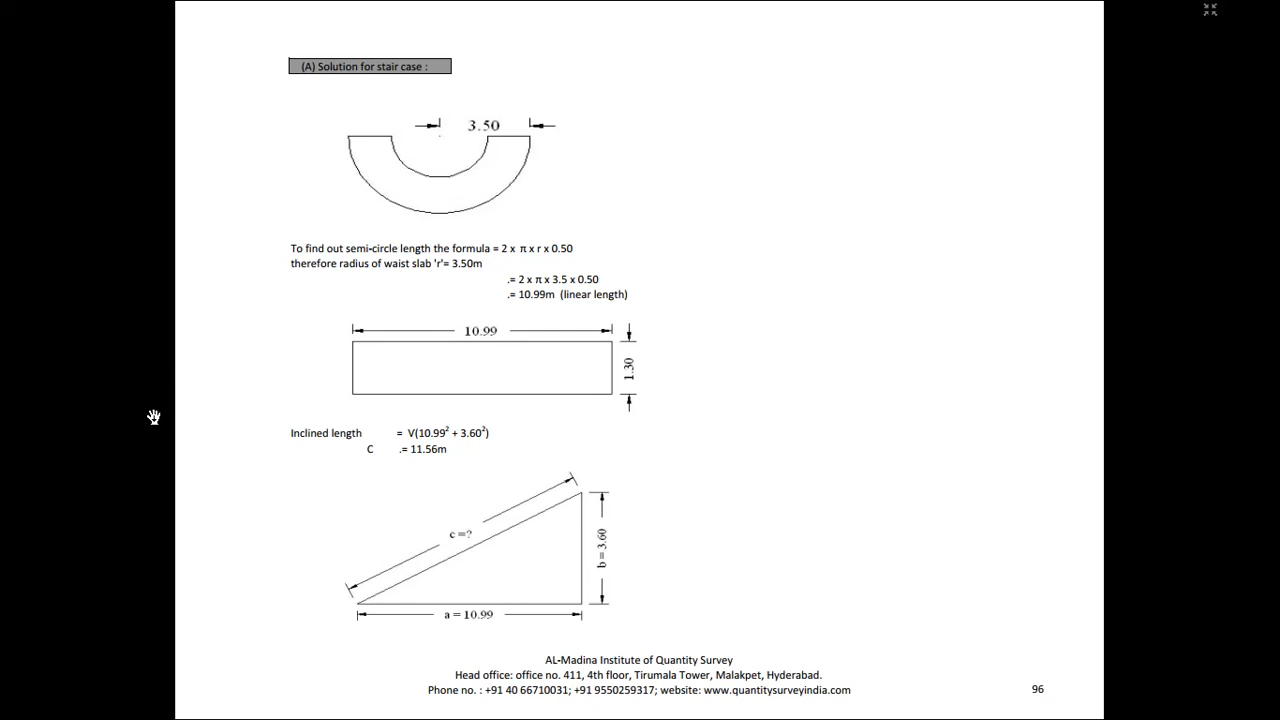 (A) Solution for stair case :
3.50
To find out semi-circle length the formula = 2 x π x r x 0.50
therefore radius of waist slab 'r'= 3.50m
.= 2 x π x 3.5 x 0.50
.= 10.99m (linear length)
10.99
1.30
Inclined length = V(10.99² + 3.60²)
C .= 11.56m
c =?
b = 3.60
a = 10.99
AL-Madina Institute of Quantity Survey
Head office: office no. 411, 4th floor, Tirumala Tower, Malakpet, Hyderabad.
Phone no. : +91 40 66710031; +91 9550259317; website: www.quantitysurveyindia.com
96